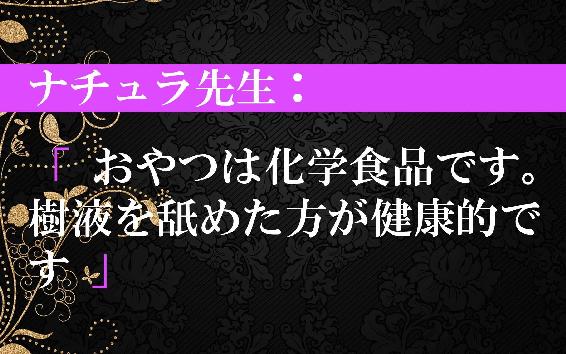 ナチュラ先生：
「 おやつは化学食品です。
樹液を舐めた方が健康的で
す 」